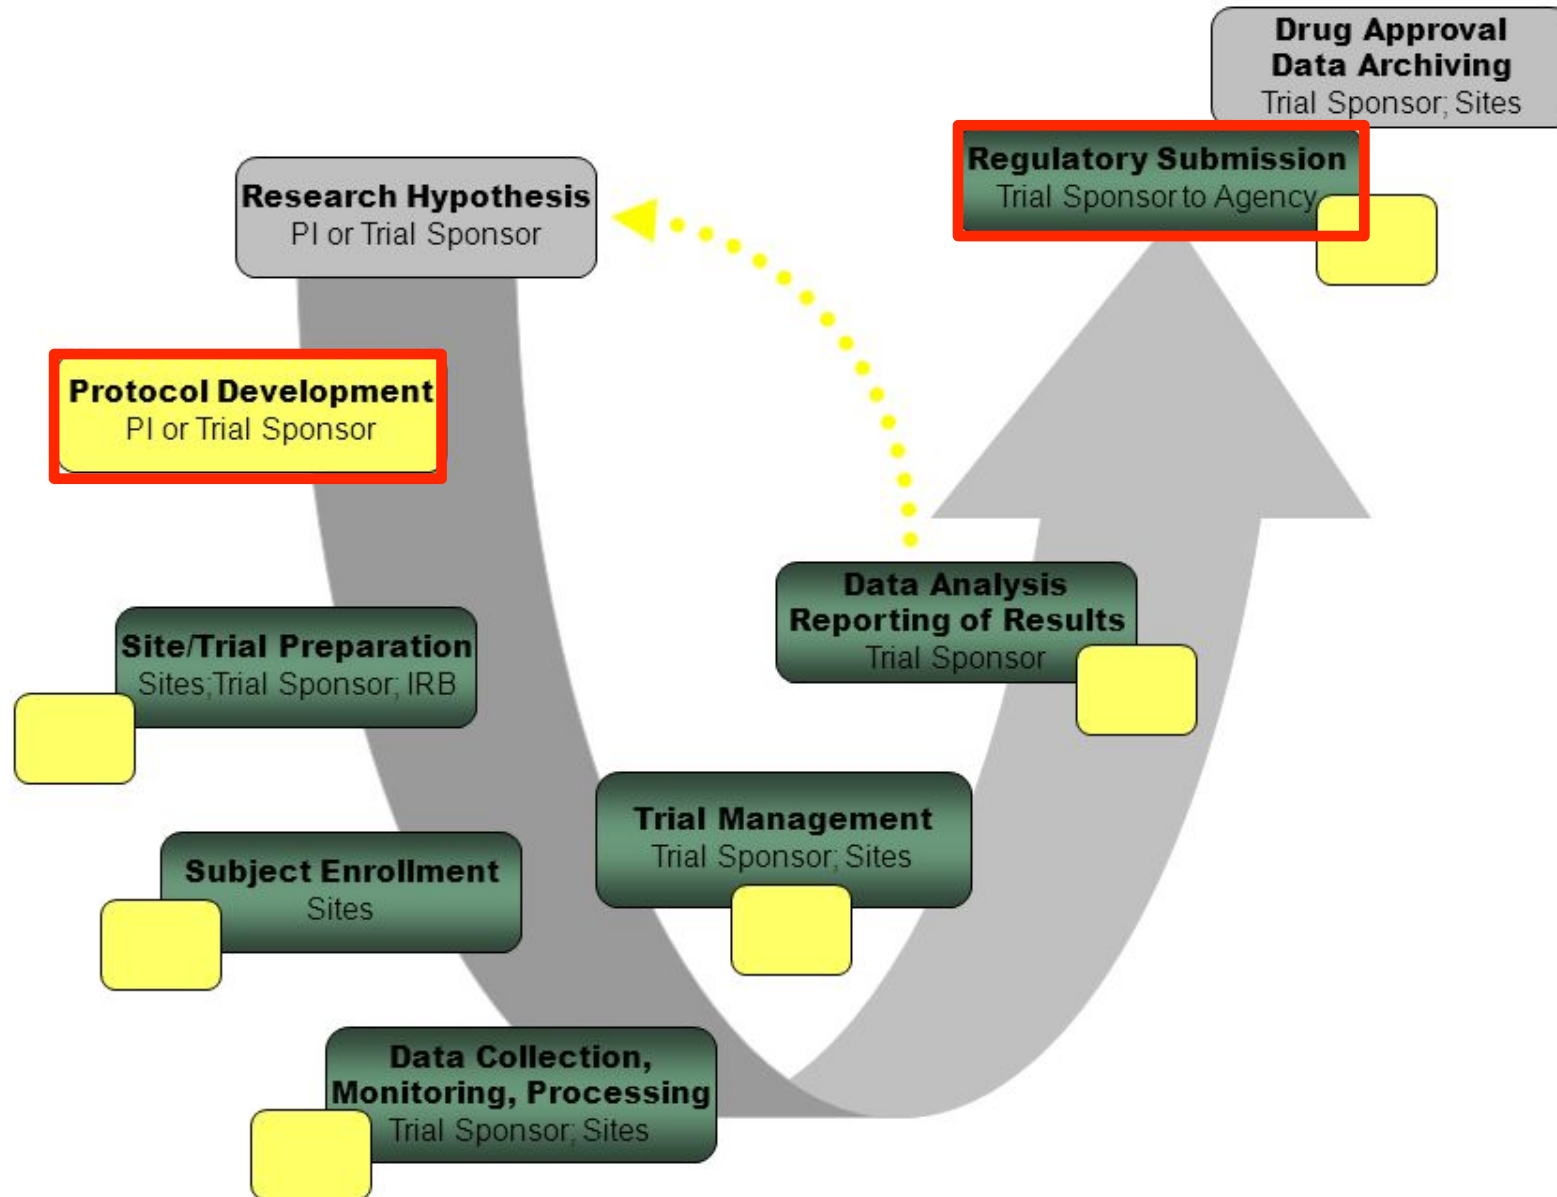 Drug Approval
Data Archiving
Trial Sponsor; Sites
Regulatory Submission
Trial Sponsor to Agency
Research Hypothesis
PI or Trial Sponsor
Protocol Development
PI or Trial Sponsor
Data Analysis
Reporting of Results
Trial Sponsor
Site/Trial Preparation
Sites;Trial Sponsor; IRB
Trial Management
Trial Sponsor; Sites
Subject Enrollment
Sites
Data Collection,
Monitoring, Processing
Trial Sponsor; Sites